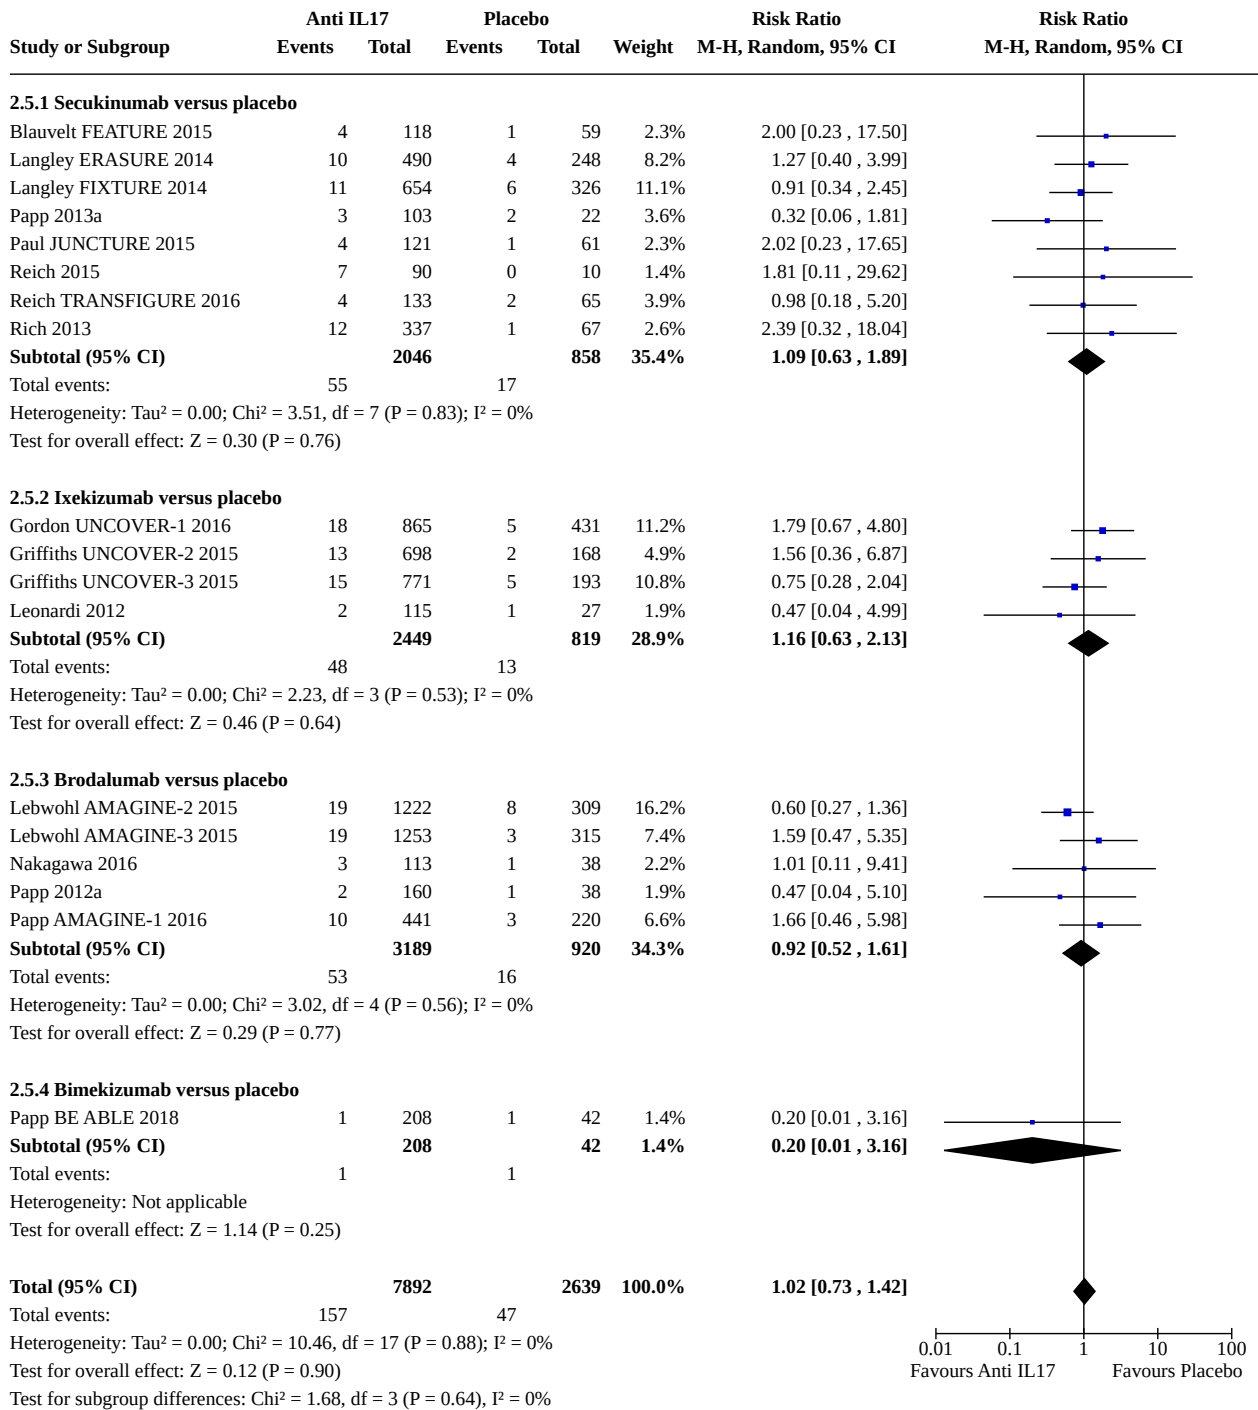 Anti IL17 Placebo Risk Ratio Risk Ratio
Study or Subgroup Events Total Events Total Weight M-H, Random, 95% CI M-H, Random, 95% CI
2.5.1 Secukinumab versus placebo
Blauvelt FEATURE 2015 4 118 1 59 2.3% 2.00 [0.23 , 17.50]
Langley ERASURE 2014 10 490 4 248 8.2% 1.27 [0.40 , 3.99]
Langley FIXTURE 2014 11 654 6 326 11.1% 0.91 [0.34 , 2.45]
Papp 2013a 3 103 2 22 3.6% 0.32 [0.06 , 1.81]
Paul JUNCTURE 2015 4 121 1 61 2.3% 2.02 [0.23 , 17.65]
Reich 2015 7 90 0 10 1.4% 1.81 [0.11 , 29.62]
Reich TRANSFIGURE 2016 4 133 2 65 3.9% 0.98 [0.18 , 5.20]
Rich 2013 12 337 1 67 2.6% 2.39 [0.32 , 18.04]
Subtotal (95% CI) 2046 858 35.4% 1.09 [0.63 , 1.89]
Total events: 55 17
Heterogeneity: Tau² = 0.00; Chi² = 3.51, df = 7 (P = 0.83); I² = 0%
Test for overall effect: Z = 0.30 (P = 0.76)
2.5.2 Ixekizumab versus placebo
Gordon UNCOVER-1 2016 18 865 5 431 11.2% 1.79 [0.67 , 4.80]
Griffiths UNCOVER-2 2015 13 698 2 168 4.9% 1.56 [0.36 , 6.87]
Griffiths UNCOVER-3 2015 15 771 5 193 10.8% 0.75 [0.28 , 2.04]
Leonardi 2012 2 115 1 27 1.9% 0.47 [0.04 , 4.99]
Subtotal (95% CI) 2449 819 28.9% 1.16 [0.63 , 2.13]
Total events: 48 13
Heterogeneity: Tau² = 0.00; Chi² = 2.23, df = 3 (P = 0.53); I² = 0%
Test for overall effect: Z = 0.46 (P = 0.64)
2.5.3 Brodalumab versus placebo
Lebwohl AMAGINE-2 2015 19 1222 8 309 16.2% 0.60 [0.27 , 1.36]
Lebwohl AMAGINE-3 2015 19 1253 3 315 7.4% 1.59 [0.47 , 5.35]
Nakagawa 2016 3 113 1 38 2.2% 1.01 [0.11 , 9.41]
Papp 2012a 2 160 1 38 1.9% 0.47 [0.04 , 5.10]
Papp AMAGINE-1 2016 10 441 3 220 6.6% 1.66 [0.46 , 5.98]
Subtotal (95% CI) 3189 920 34.3% 0.92 [0.52 , 1.61]
Total events: 53 16
Heterogeneity: Tau² = 0.00; Chi² = 3.02, df = 4 (P = 0.56); I² = 0%
Test for overall effect: Z = 0.29 (P = 0.77)
2.5.4 Bimekizumab versus placebo
Papp BE ABLE 2018 1 208 1 42 1.4% 0.20 [0.01 , 3.16]
Subtotal (95% CI) 208 42 1.4% 0.20 [0.01 , 3.16]
Total events: 1 1
Heterogeneity: Not applicable
Test for overall effect: Z = 1.14 (P = 0.25)
Total (95% CI) 7892 2639 100.0% 1.02 [0.73 , 1.42]
Total events: 157 47
Heterogeneity: Tau² = 0.00; Chi² = 10.46, df = 17 (P = 0.88); I² = 0%
0.01 0.1 1 10 100
Test for overall effect: Z = 0.12 (P = 0.90) Favours Anti IL17 Favours Placebo
Test for subgroup differences: Chi² = 1.68, df = 3 (P = 0.64), I² = 0%